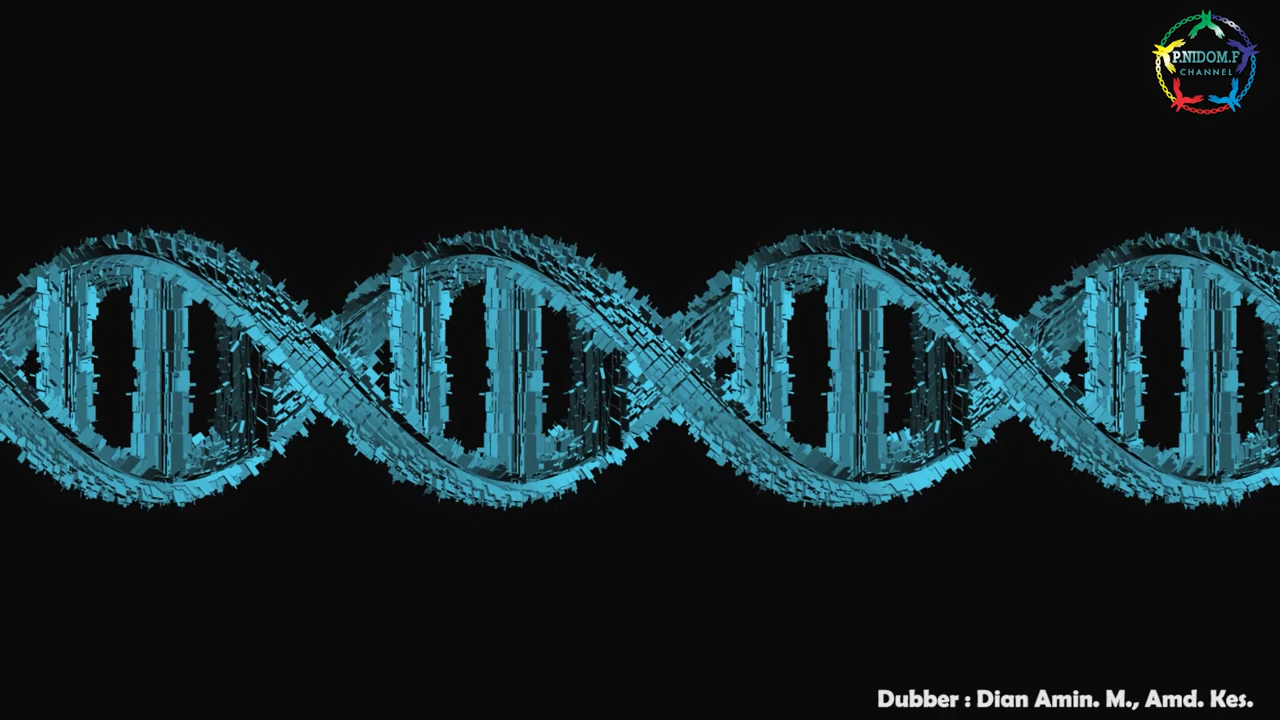 P.NIDOM.F
CHANNEL
Dubber : Dian Amin. M., Amd. Kes.